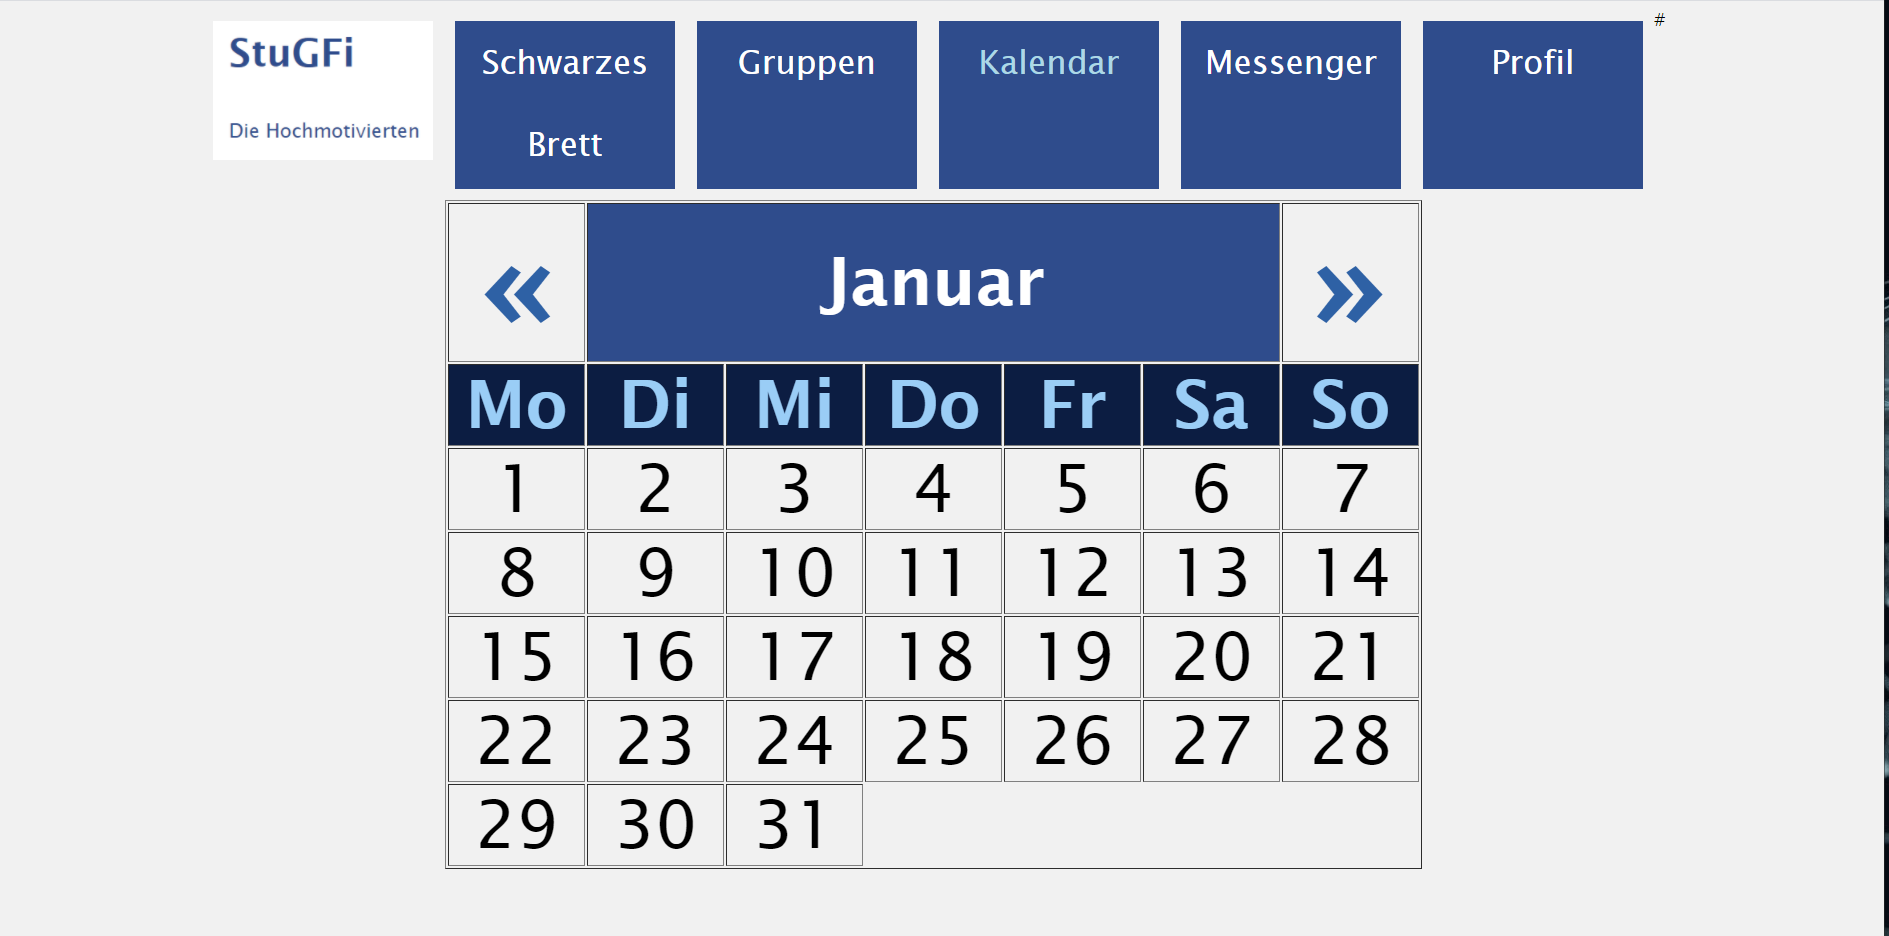 StuGFi
Die Hochmotivierten
Schwarzes
Brett
Gruppen
Kalendar
Messenger
Profil
#
« Januar »
Mo Di Mi Do Fr Sa So
1 2 3 4 5 6 7
8 9 10 11 12 13 14
15 16 17 18 19 20 21
22 23 24 25 26 27 28
29 30 31